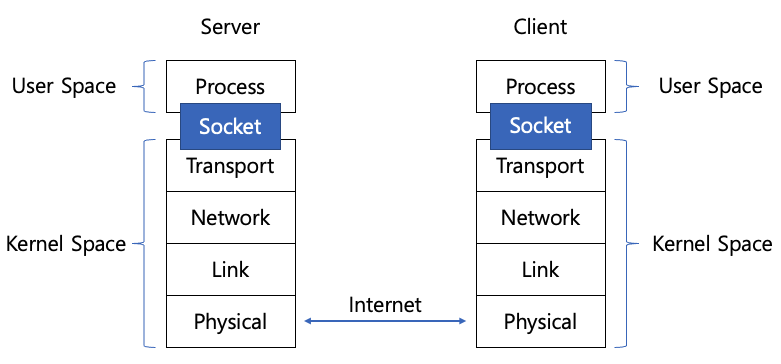 Server
Client
User Space
Process
Process
User Space
Socket
Socket
Transport
Transport
Network
Network
Kernel Space
Kernel Space
Link
Link
Internet
Physical
Physical